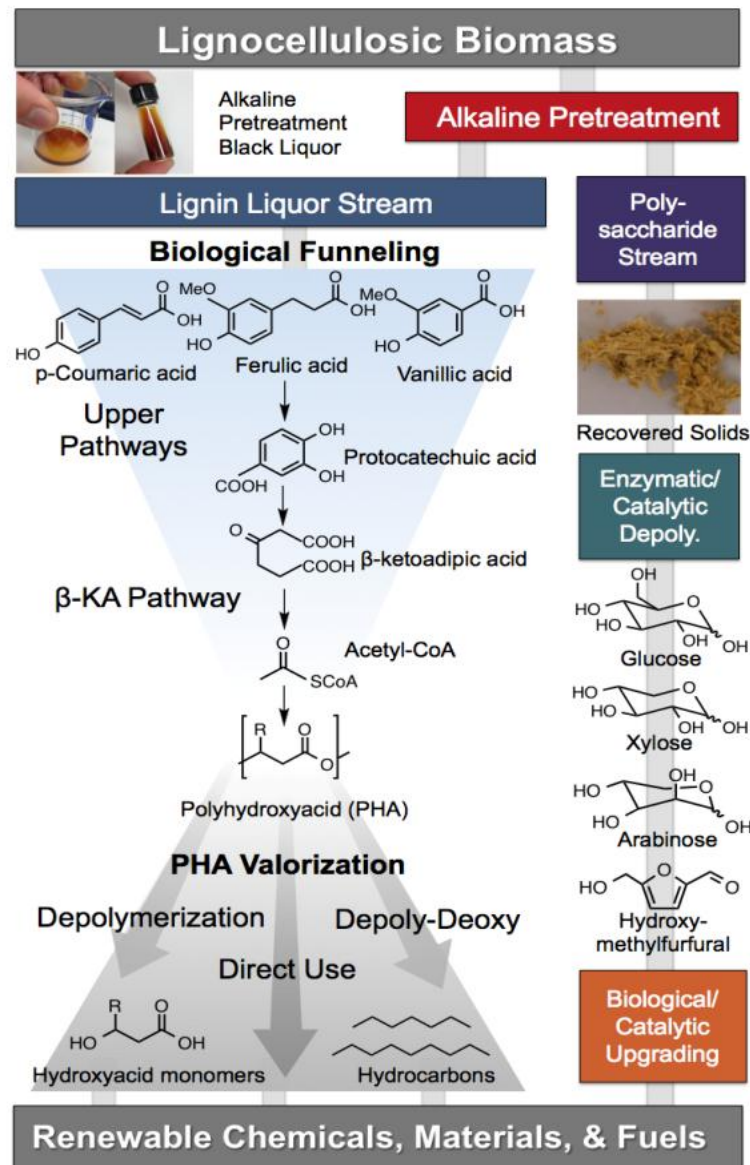 Lignocellulosic Biomass
Alkaline
Pretreatment
Black Liquor
Alkaline Pretreatment
Lignin Liquor Stream
Biological Funneling
MeO
O
OH
HO
p-Coumaric acid
O
OH
HO
Ferulic acid
MeO
O
OH
HO
Vanillic acid
Upper
Pathways
OH
OH
COOH
Protocatechuic acid
O
COOH
COOH
β-ketoadipic acid
β-KA Pathway
O
SCoA
Acetyl-CoA
R
O
O
Polyhydroxyacid (PHA)
PHA Valorization
Depolymerization
Depoly-Deoxy
Direct Use
R
O
HO
OH
Hydroxyacid monomers
Hydrocarbons
Poly-
saccharide
Stream
Recovered Solids
Enzymatic/
Catalytic
Depoly.
OH
HO
O
HO
OH
OH
Glucose
HO
O
HO
OH
OH
Xylose
OH
HO
O
HO
OH
Arabinose
HO
O
O
Hydroxy-
methylfurfural
Biological/
Catalytic
Upgrading
Renewable Chemicals, Materials, & Fuels